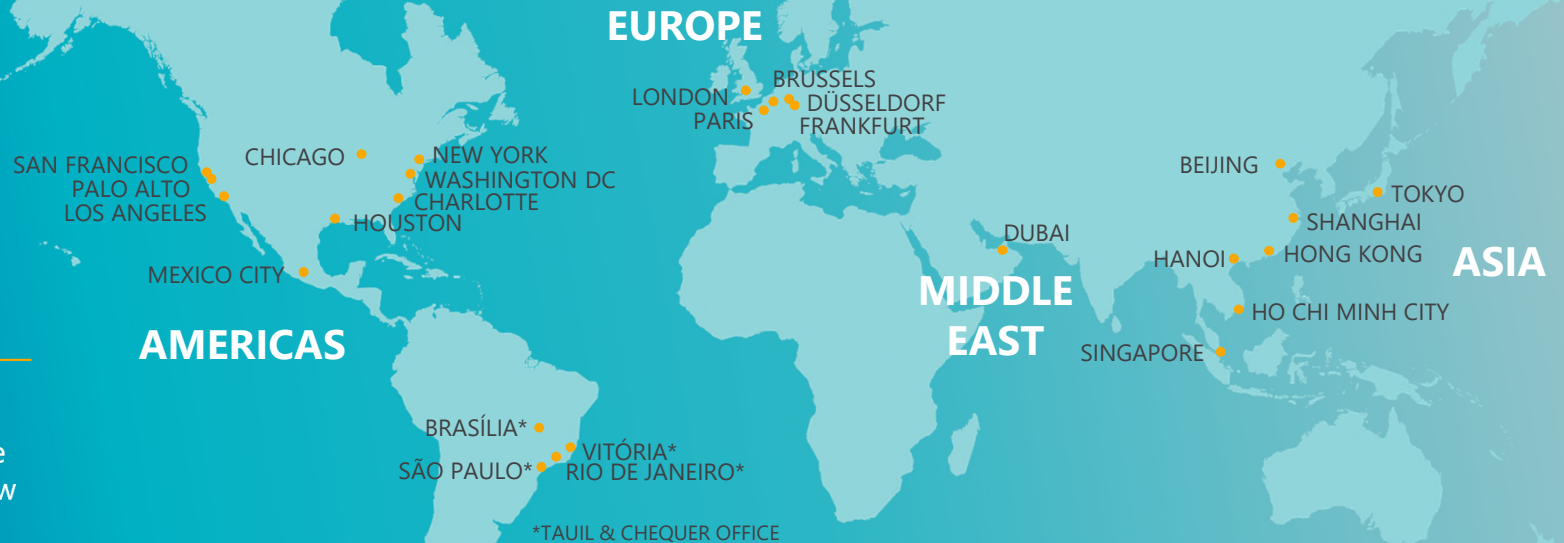 EUROPE
BRUSSELS
LONDON
DÜSSELDORF
PARIS
FRANKFURT
SAN FRANCISCO
CHICAGO
NEW YORK
PALO ALTO
WASHINGTON DC
LOS ANGELES
CHARLOTTE
HOUSTON
MEXICO CITY
AMERICAS
BEIJING
TOKYO
SHANGHAI
DUBAI
HANOI
HONG KONG
ASIA
MIDDLE
EAST
HO CHI MINH CITY
SINGAPORE
BRASÍLIA*
VITÓRIA*
SÃO PAULO*
RIO DE JANEIRO*
*TAUIL & CHEQUER OFFICE